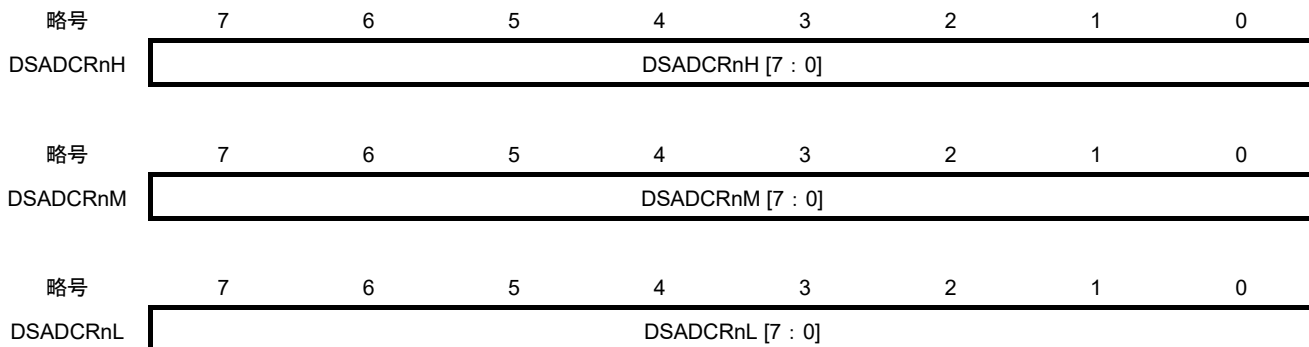 略号 7 6 5 4 3 2 1 0
DSADCRnH DSADCRnH [7：0]
略号 7 6 5 4 3 2 1 0
DSADCRnM DSADCRnM [7：0]
略号 7 6 5 4 3 2 1 0
DSADCRnL DSADCRnL [7：0]